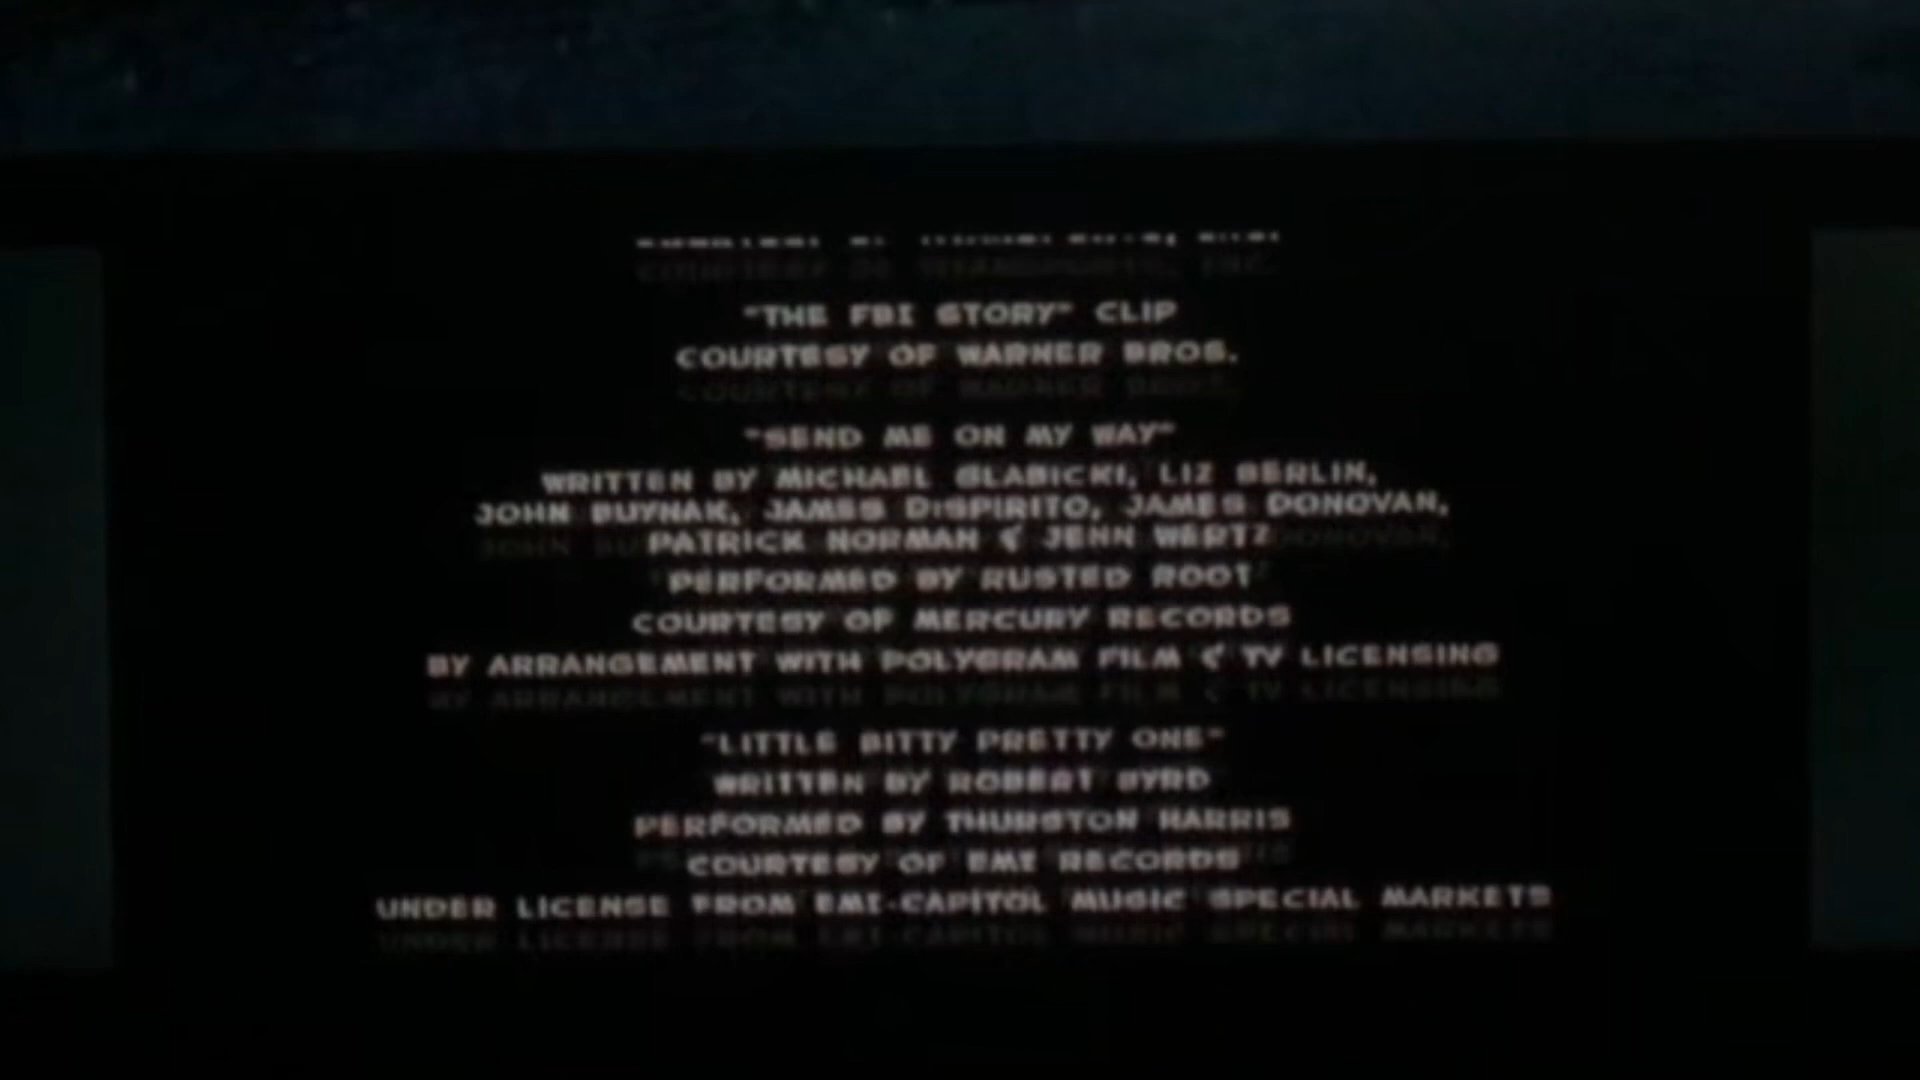 "THE FBI STORY" CLIP
COURTESY OF WARNER BROS.
"SEND ME ON MY WAY"
WRITTEN BY MICHAEL GLABICKI, LIZ BERLIN,
JOHN BUYNAK, JAMES DiSPIRITO, JAMES DONOVAN,
PATRICK NORMAN & JENN WERTZ
PERFORMED BY RUSTED ROOT
COURTESY OF MERCURY RECORDS
BY ARRANGEMENT WITH POLYGRAM FILM & TV LICENSING
"LITTLE BITTY PRETTY ONE"
WRITTEN BY ROBERT BYRD
PERFORMED BY THURSTON HARRIS
COURTESY OF EMI RECORDS
UNDER LICENSE FROM EMI-CAPITOL MUSIC SPECIAL MARKETS